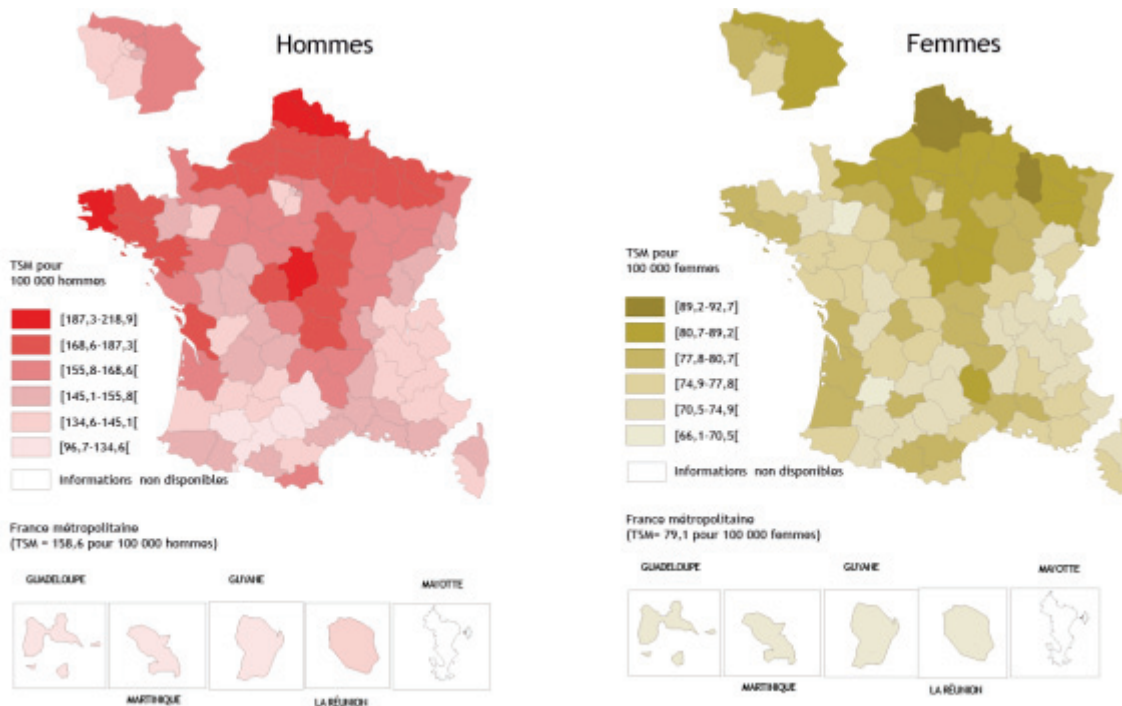 Hommes
TSM pour
100 000 hommes
[187,3-218,9]
[168,6-187,3[
[155,8-168,6[
[145,1-155,8[
[134,6-145,1[
[96,7-134,6[
Informations non disponibles
France métropolitaine
(TSM = 158,6 pour 100 000 hommes)
GUADELOUPE
GUYANE
MAYOTTE
MARTINIQUE
LA RÉUNION
Femmes
TSM pour
100 000 femmes
[89,2-92,7]
[80,7-89,2[
[77,8-80,7[
[74,9-77,8[
[70,5-74,9[
[66,1-70,5[
Informations non disponibles
France métropolitaine
(TSM= 79,1 pour 100 000 femmes)
GUADELOUPE
GUYANE
MAYOTTE
MARTINIQUE
LA RÉUNION